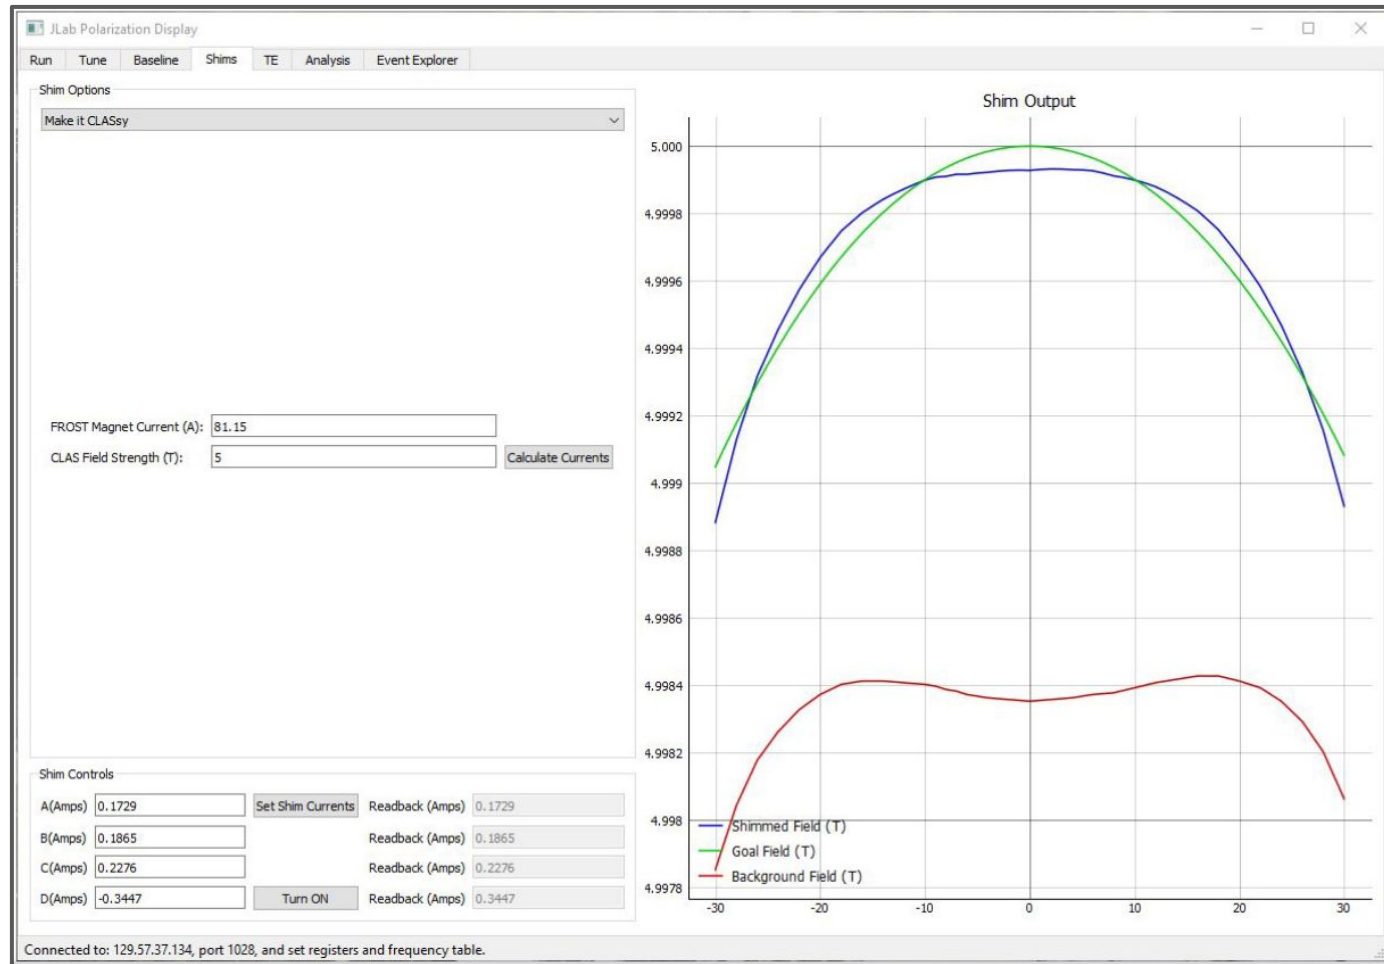 JLab Polarization Display
Run Tune Baseline Shims TE Analysis Event Explorer
Shim Options
Make it CLASsy
FROST Magnet Current (A): 81.15
CLAS Field Strength (T): 5 Calculate Currents
Shim Controls
A(Amps) 0.1729 Set Shim Currents Readback (Amps) 0.1729
B(Amps) 0.1865 Readback (Amps) 0.1865
C(Amps) 0.2276 Readback (Amps) 0.2276
D(Amps) -0.3447 Turn ON Readback (Amps) 0.3447
Shim Output
5.000
4.9998
4.9996
4.9994
4.9992
4.999
4.9988
4.9986
4.9984
4.9982
4.998
4.9978
Shimmed Field (T)
Goal Field (T)
Background Field (T)
-30 -20 -10 0 10 20 30
Connected to: 129.57.37.134, port 1028, and set registers and frequency table.